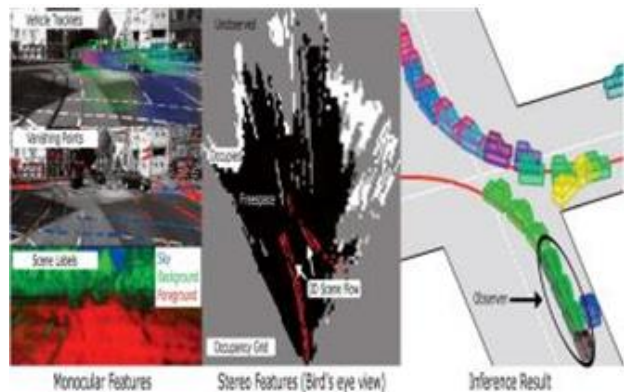 Vehicle Tracklets
Vanishing Points
Scene Labels
Sky
Background
Foreground
Monocular Features
Unobserved
Occupied
Freespace
3D Scene Flow
Occupancy Grid
Stereo Features (Bird's eye view)
Observer
Inference Result